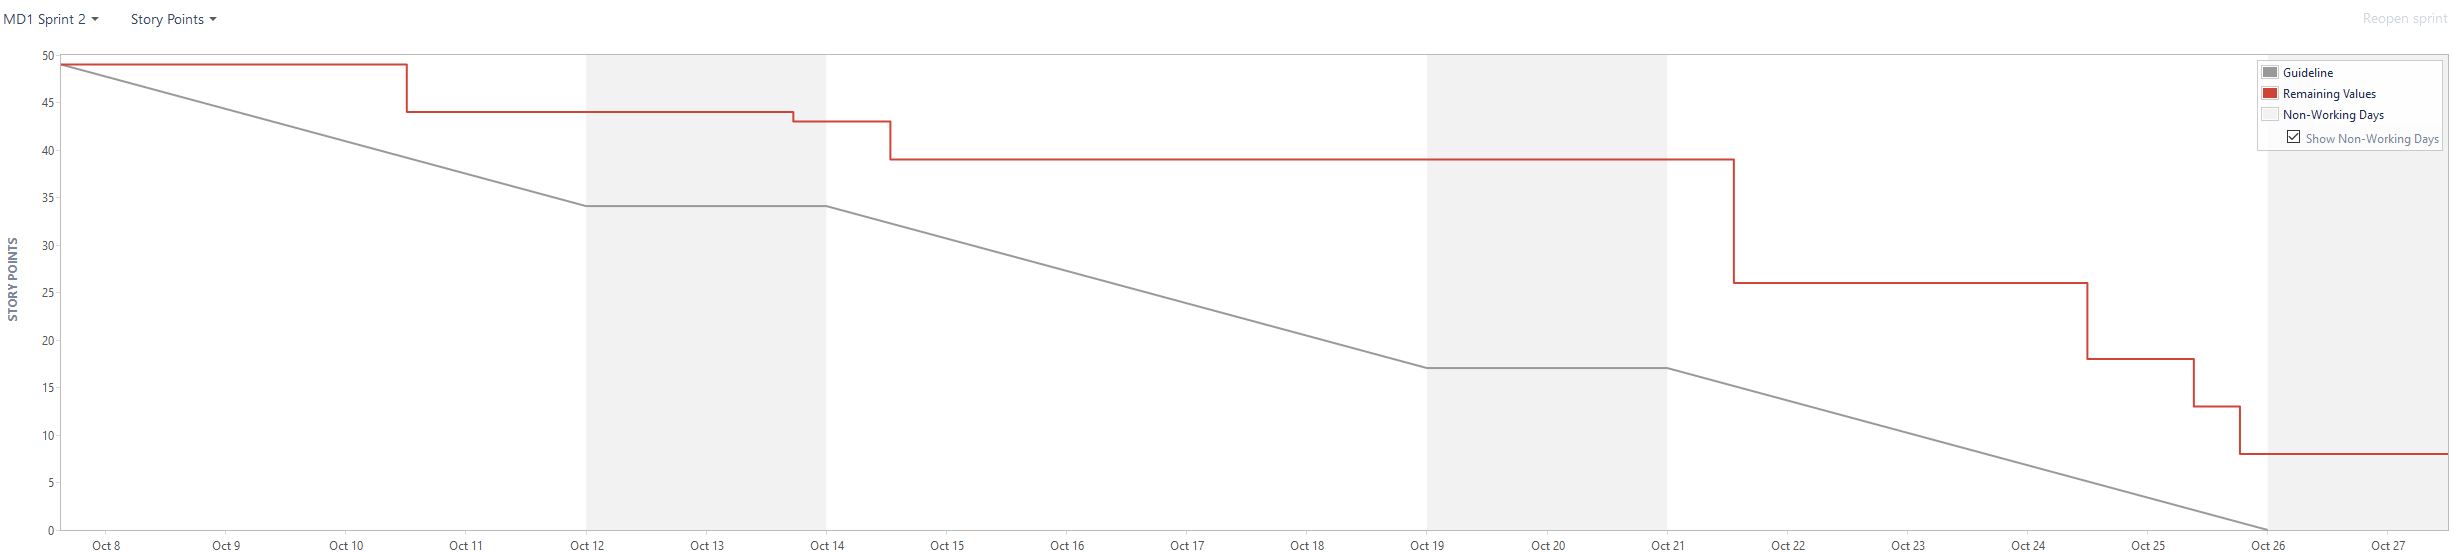 MD1 Sprint 2 Story Points Reopen sprint
Guideline
Remaining Values
Non-Working Days
Show Non-Working Days
STORY POINTS
50
45
40
35
30
25
20
15
10
5
0
Oct 8 Oct 9 Oct 10 Oct 11 Oct 12 Oct 13 Oct 14 Oct 15 Oct 16 Oct 17 Oct 18 Oct 19 Oct 20 Oct 21 Oct 22 Oct 23 Oct 24 Oct 25 Oct 26 Oct 27